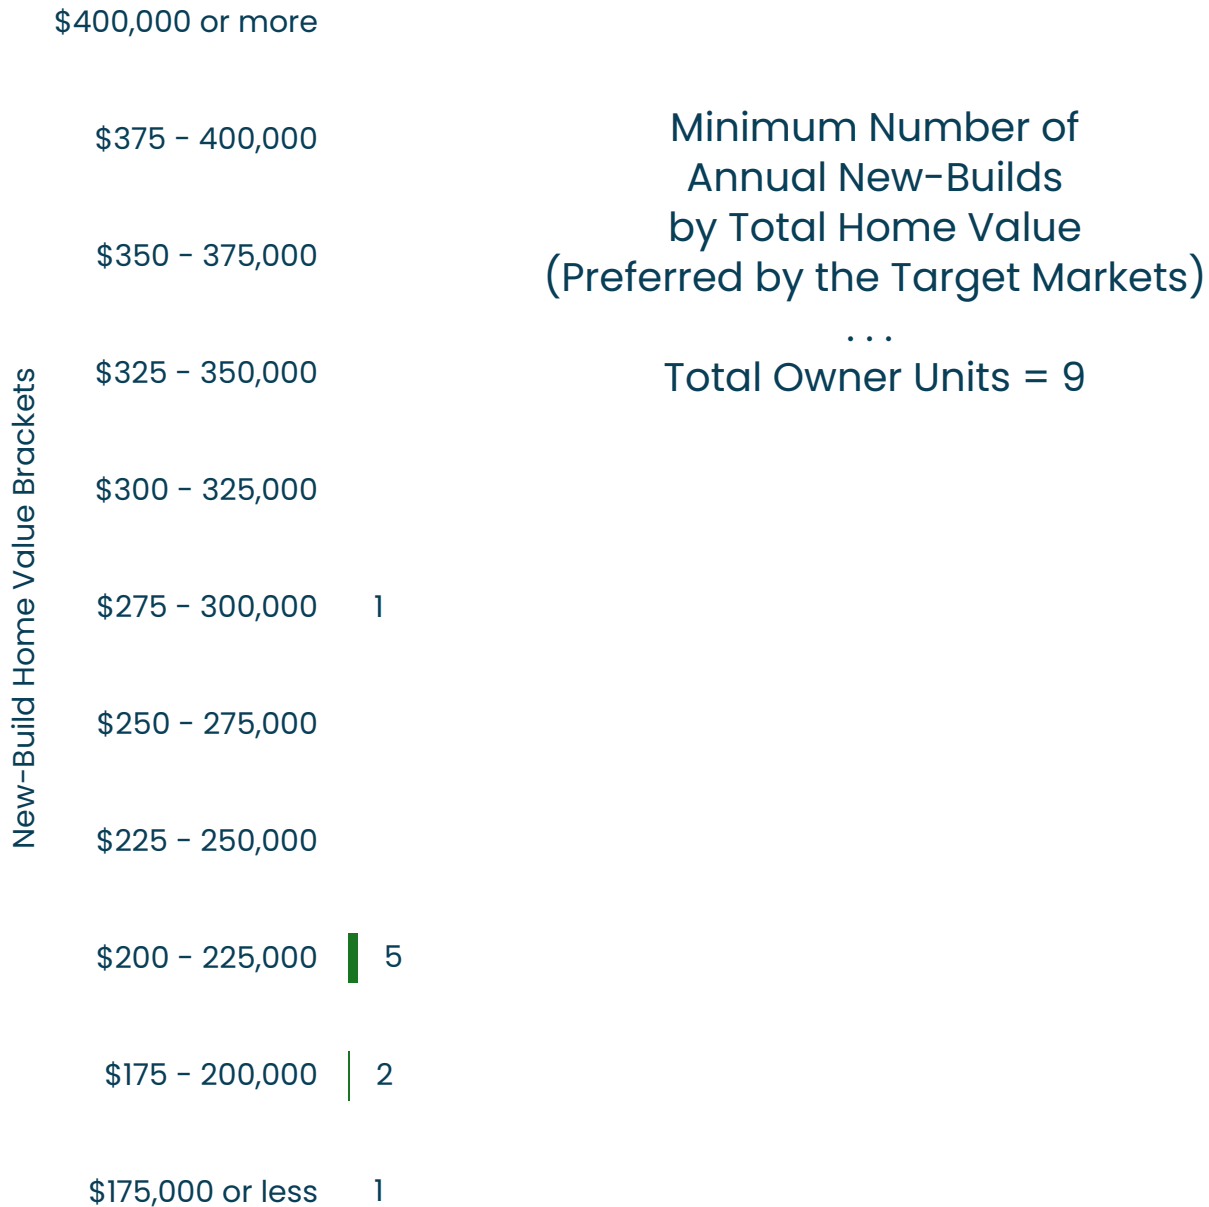 $400,000 or more
Minimum Number of
Annual New-Builds
by Total Home Value
(Preferred by the Target Markets)
. . .
Total Owner Units = 9
New-Build Home Value Brackets
$375 - 400,000
$350 - 375,000
$325 - 350,000
$300 - 325,000
$275 - 300,000 1
$250 - 275,000
$225 - 250,000
$200 - 225,000 5
$175 - 200,000 2
$175,000 or less 1